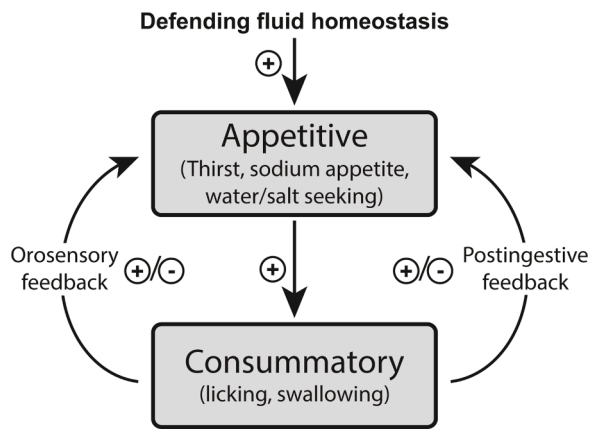 Defending fluid homeostasis
+
Appetitive
(Thirst, sodium appetite,
water/salt seeking)
Orosensory
feedback
+/-
+
+/-
Postingestive
feedback
Consummatory
(licking, swallowing)